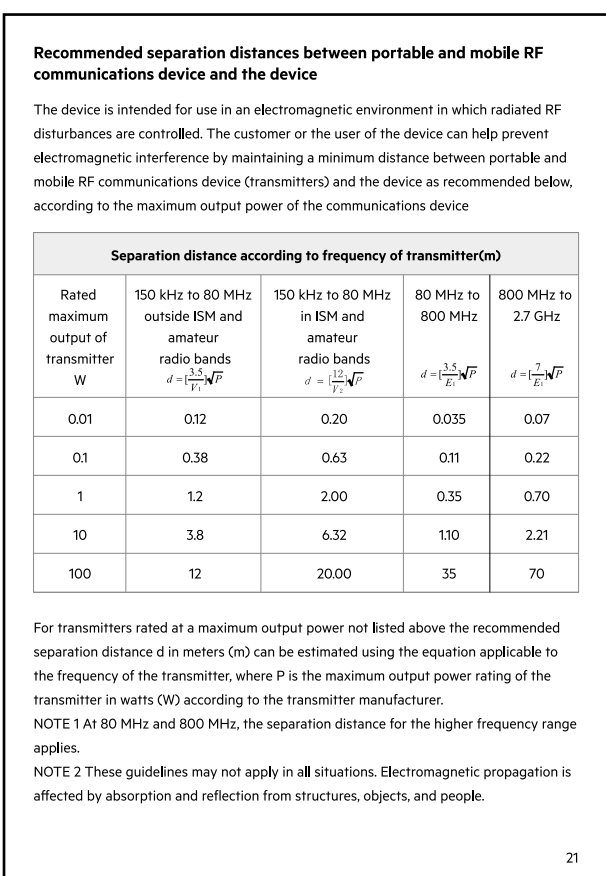 Recommended separation distances between portable and mobile RF
communications device and the device
The device is intended for use in an electromagnetic environment in which radiated RF
disturbances are controlled. The customer or the user of the device can help prevent
electromagnetic interference by maintaining a minimum distance between portable and
mobile RF communications device (transmitters) and the device as recommended below,
according to the maximum output power of the communications device
Separation distance according to frequency of transmitter(m)
Rated maximum output of transmitter W | 150 kHz to 80 MHz outside ISM and amateur radio bands d = [3.5/V₁]√P | 150 kHz to 80 MHz in ISM and amateur radio bands d = [12/V₂]√P | 80 MHz to 800 MHz d = [3.5/E₁]√P | 800 MHz to 2.7 GHz d = [7/E₁]√P
0.01 0.12 0.20 0.035 0.07
0.1 0.38 0.63 0.11 0.22
1 1.2 2.00 0.35 0.70
10 3.8 6.32 1.10 2.21
100 12 20.00 35 70
For transmitters rated at a maximum output power not listed above the recommended
separation distance d in meters (m) can be estimated using the equation applicable to
the frequency of the transmitter, where P is the maximum output power rating of the
transmitter in watts (W) according to the transmitter manufacturer.
NOTE 1 At 80 MHz and 800 MHz, the separation distance for the higher frequency range
applies.
NOTE 2 These guidelines may not apply in all situations. Electromagnetic propagation is
affected by absorption and reflection from structures, objects, and people.
21